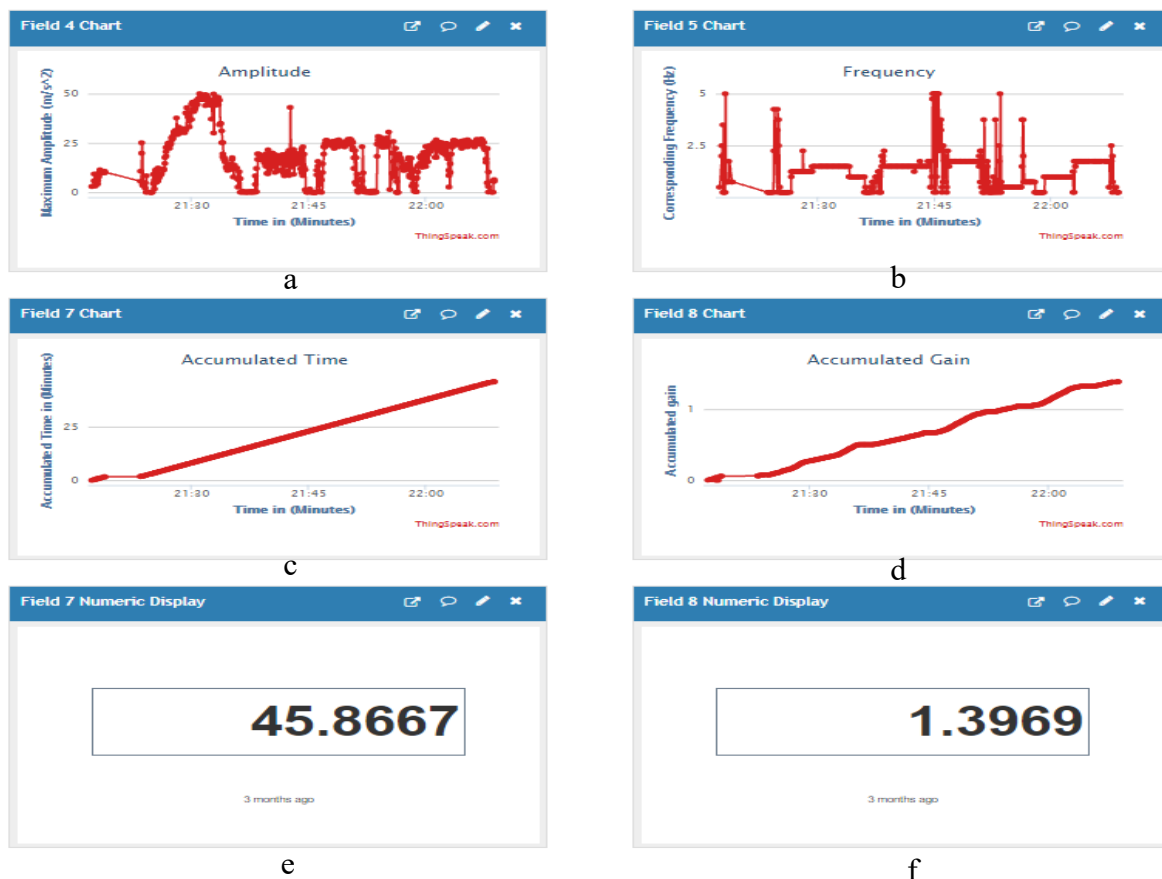 Field 4 Chart
Amplitude
Maximum Amplitude (m/s^2)
50
25
0
21:30
21:45
22:00
Time in (Minutes)
ThingSpeak.com
a
Field 5 Chart
Frequency
Corresponding Frequency (Hz)
5
2.5
21:30
21:45
22:00
Time in (Minutes)
ThingSpeak.com
b
Field 7 Chart
Accumulated Time
Accumulated Time in (Minutes)
25
0
21:30
21:45
22:00
Time in (Minutes)
ThingSpeak.com
c
Field 8 Chart
Accumulated Gain
Accumulated gain
1
0
21:30
21:45
22:00
Time in (Minutes)
ThingSpeak.com
d
Field 7 Numeric Display
45.8667
3 months ago
e
Field 8 Numeric Display
1.3969
3 months ago
f